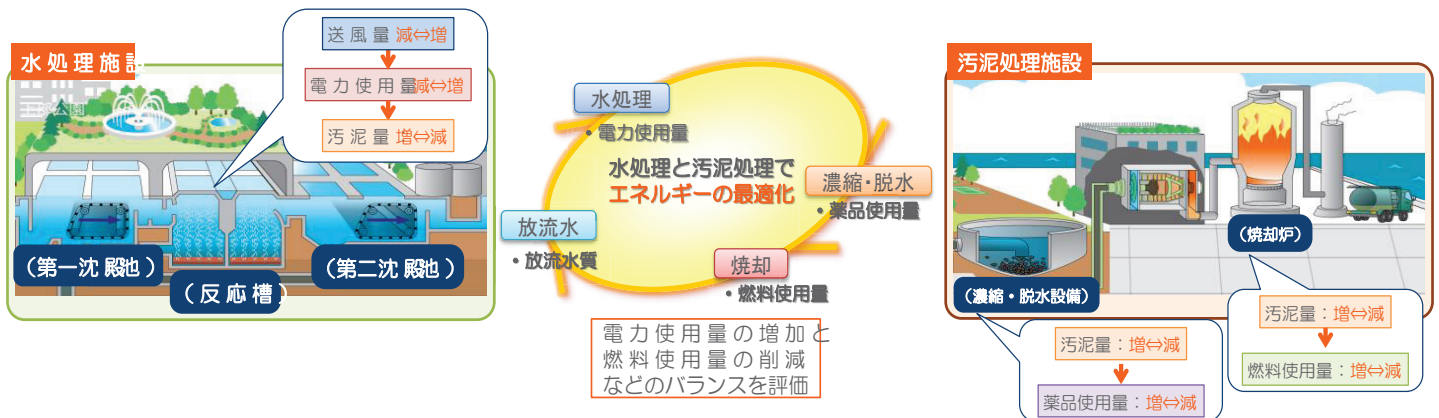 水処理施設
送風量 減⇔増
電力使用量減⇔増
汚泥量 増⇔減
(第一沈殿池)
(反応槽)
(第二沈殿池)
水処理
・電力使用量
水処理と汚泥処理で
エネルギーの最適化
濃縮・脱水
・薬品使用量
放流水
・放流水質
焼却
・燃料使用量
電力使用量の増加と
燃料使用量の削減
などのバランスを評価
汚泥処理施設
(焼却炉)
(濃縮・脱水設備)
汚泥量：増⇔減
燃料使用量：増⇔減
汚泥量：増⇔減
薬品使用量：増⇔減